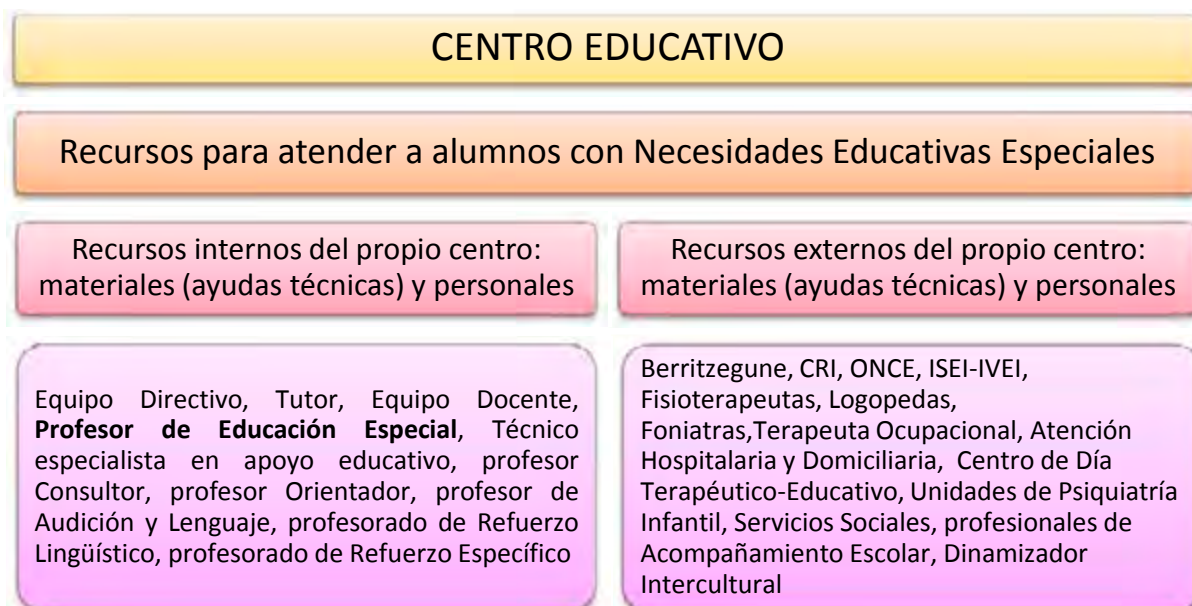 CENTRO EDUCATIVO
Recursos para atender a alumnos con Necesidades Educativas Especiales
Recursos internos del propio centro:
materiales (ayudas técnicas) y personales
Recursos externos del propio centro:
materiales (ayudas técnicas) y personales
Equipo Directivo, Tutor, Equipo Docente,
Profesor de Educación Especial, Técnico
especialista en apoyo educativo, profesor
Consultor, profesor Orientador, profesor de
Audición y Lenguaje, profesorado de Refuerzo
Lingüístico, profesorado de Refuerzo Específico
Berritzegune, CRI, ONCE, ISEI-IVEI,
Fisioterapeutas, Logopedas,
Foniatras,Terapeuta Ocupacional, Atención
Hospitalaria y Domiciliaria, Centro de Día
Terapéutico-Educativo, Unidades de Psiquiatría
Infantil, Servicios Sociales, profesionales de
Acompañamiento Escolar, Dinamizador
Intercultural